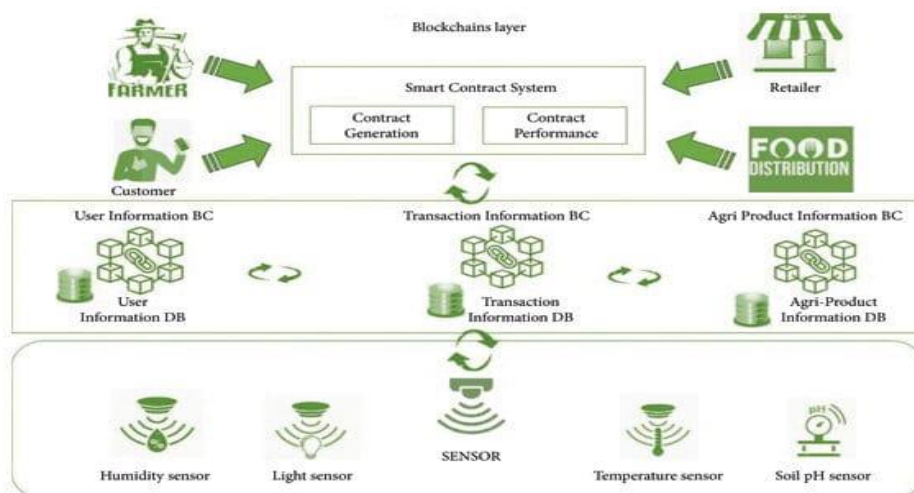 Blockchains layer
FARMER
SHOP
Retailer
Smart Contract System
Contract
Generation
Contract
Performance
Customer
FOOD
DISTRIBUTION
User Information BC
Transaction Information BC
Agri Product Information BC
User
Information DB
Transaction
Information DB
Agri-Product
Information DB
SENSOR
pH
Humidity sensor
Light sensor
Temperature sensor
Soil pH sensor